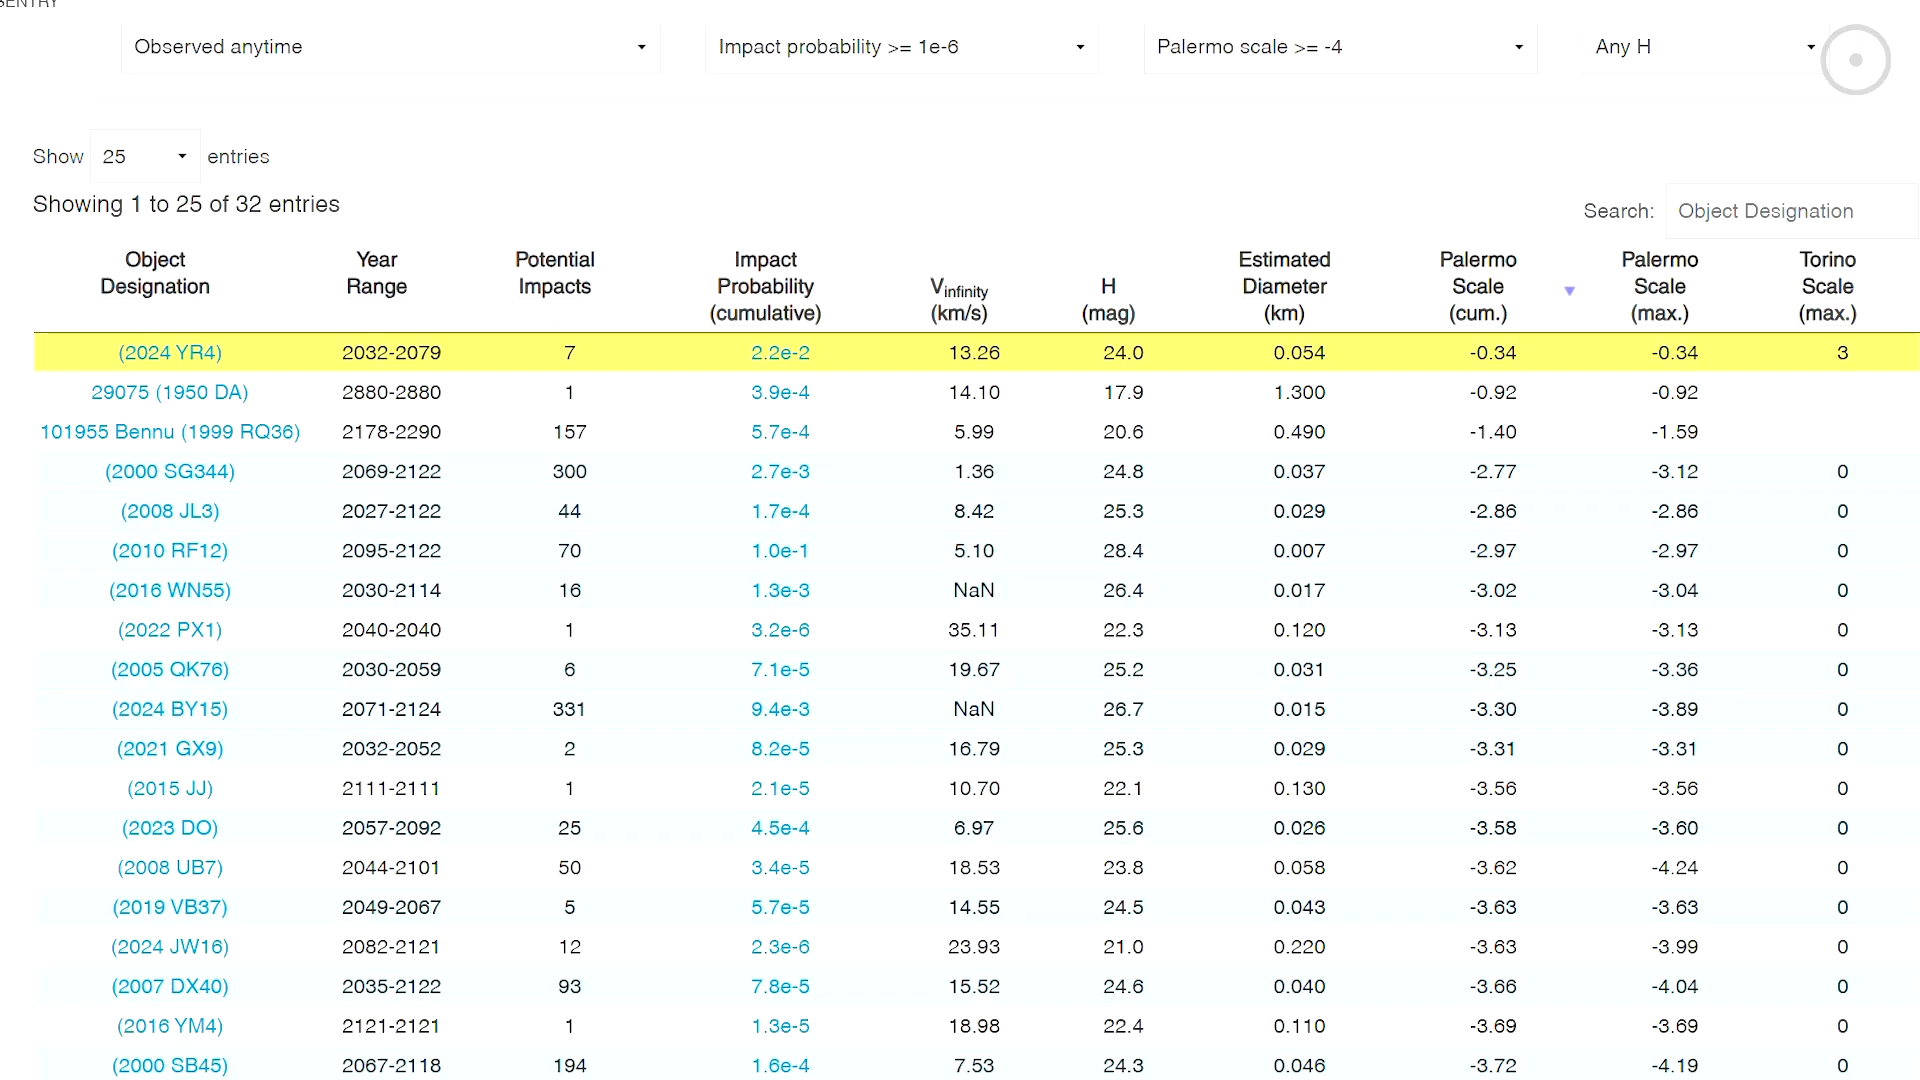 SENTRY
Observed anytime Impact probability >= 1e-6 Palermo scale >= -4 Any H
Show 25 entries
Showing 1 to 25 of 32 entries
Search: Object Designation
Object Designation Year Range Potential Impacts Impact Probability (cumulative) Vinfinity (km/s) H (mag) Estimated Diameter (km) Palermo Scale (cum.) Palermo Scale (max.) Torino Scale (max.)
(2024 YR4) 2032-2079 7 2.2e-2 13.26 24.0 0.054 -0.34 -0.34 3
29075 (1950 DA) 2880-2880 1 3.9e-4 14.10 17.9 1.300 -0.92 -0.92
101955 Bennu (1999 RQ36) 2178-2290 157 5.7e-4 5.99 20.6 0.490 -1.40 -1.59
(2000 SG344) 2069-2122 300 2.7e-3 1.36 24.8 0.037 -2.77 -3.12 0
(2008 JL3) 2027-2122 44 1.7e-4 8.42 25.3 0.029 -2.86 -2.86 0
(2010 RF12) 2095-2122 70 1.0e-1 5.10 28.4 0.007 -2.97 -2.97 0
(2016 WN55) 2030-2114 16 1.3e-3 NaN 26.4 0.017 -3.02 -3.04 0
(2022 PX1) 2040-2040 1 3.2e-6 35.11 22.3 0.120 -3.13 -3.13 0
(2005 QK76) 2030-2059 6 7.1e-5 19.67 25.2 0.031 -3.25 -3.36 0
(2024 BY15) 2071-2124 331 9.4e-3 NaN 26.7 0.015 -3.30 -3.89 0
(2021 GX9) 2032-2052 2 8.2e-5 16.79 25.3 0.029 -3.31 -3.31 0
(2015 JJ) 2111-2111 1 2.1e-5 10.70 22.1 0.130 -3.56 -3.56 0
(2023 DO) 2057-2092 25 4.5e-4 6.97 25.6 0.026 -3.58 -3.60 0
(2008 UB7) 2044-2101 50 3.4e-5 18.53 23.8 0.058 -3.62 -4.24 0
(2019 VB37) 2049-2067 5 5.7e-5 14.55 24.5 0.043 -3.63 -3.63 0
(2024 JW16) 2082-2121 12 2.3e-6 23.93 21.0 0.220 -3.63 -3.99 0
(2007 DX40) 2035-2122 93 7.8e-5 15.52 24.6 0.040 -3.66 -4.04 0
(2016 YM4) 2121-2121 1 1.3e-5 18.98 22.4 0.110 -3.69 -3.69 0
(2000 SB45) 2067-2118 194 1.6e-4 7.53 24.3 0.046 -3.72 -4.19 0